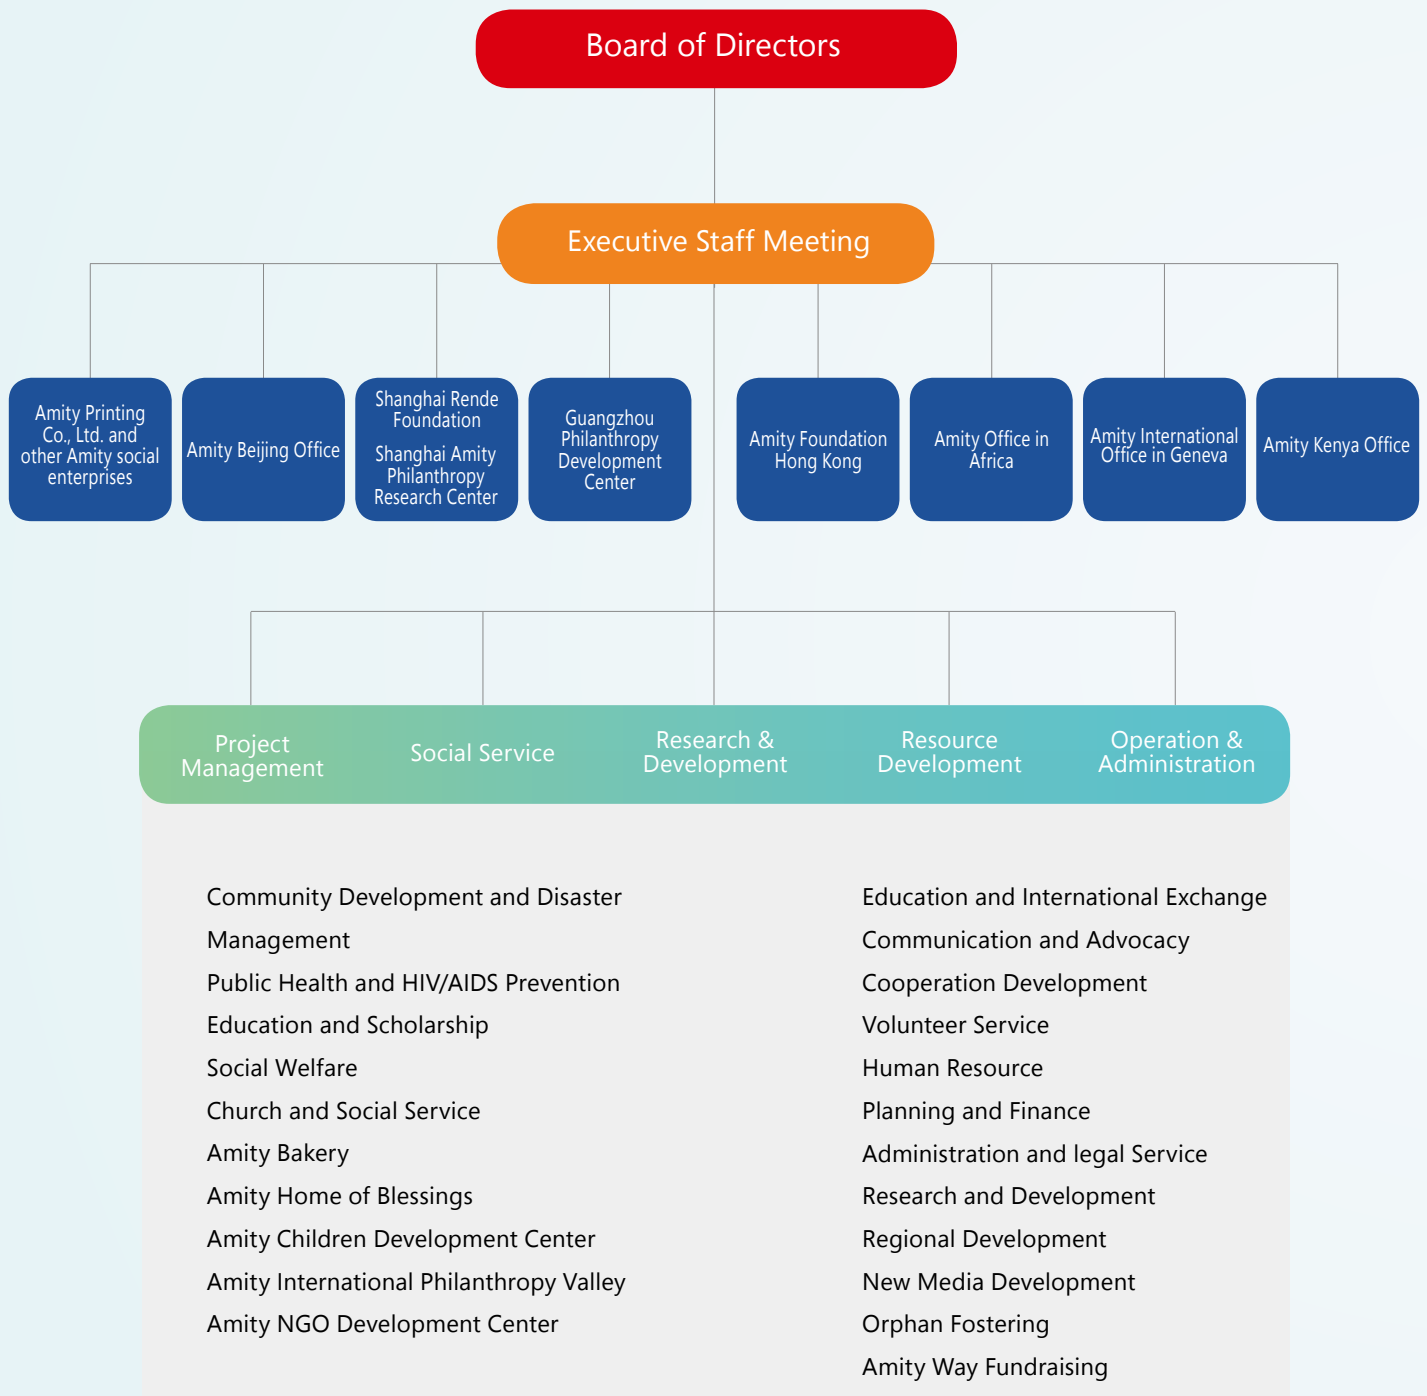 Board of Directors
Executive Staff Meeting
Amity Printing
Co., Ltd. and
other Amity social
enterprises
Amity Beijing Office
Shanghai Rende
Foundation
Shanghai Amity
Philanthropy
Research Center
Guangzhou
Philanthropy
Development
Center
Amity Foundation
Hong Kong
Amity Office in
Africa
Amity International
Office in Geneva
Amity Kenya Office
Project
Management
Social Service
Research &
Development
Resource
Development
Operation &
Administration
Community Development and Disaster
Management
Public Health and HIV/AIDS Prevention
Education and Scholarship
Social Welfare
Church and Social Service
Amity Bakery
Amity Home of Blessings
Amity Children Development Center
Amity International Philanthropy Valley
Amity NGO Development Center
Education and International Exchange
Communication and Advocacy
Cooperation Development
Volunteer Service
Human Resource
Planning and Finance
Administration and legal Service
Research and Development
Regional Development
New Media Development
Orphan Fostering
Amity Way Fundraising